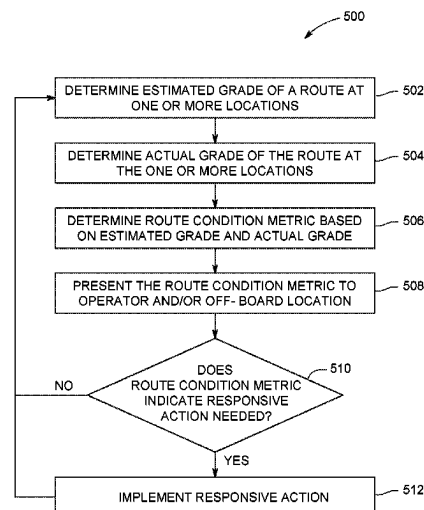 500
DETERMINE ESTIMATED GRADE OF A ROUTE AT
ONE OR MORE LOCATIONS
502
DETERMINE ACTUAL GRADE OF THE ROUTE AT
THE ONE OR MORE LOCATIONS
504
DETERMINE ROUTE CONDITION METRIC BASED
ON ESTIMATED GRADE AND ACTUAL GRADE
506
PRESENT THE ROUTE CONDITION METRIC TO
OPERATOR AND/OR OFF- BOARD LOCATION
508
DOES
ROUTE CONDITION METRIC
INDICATE RESPONSIVE
ACTION NEEDED?
510
NO
YES
IMPLEMENT RESPONSIVE ACTION
512